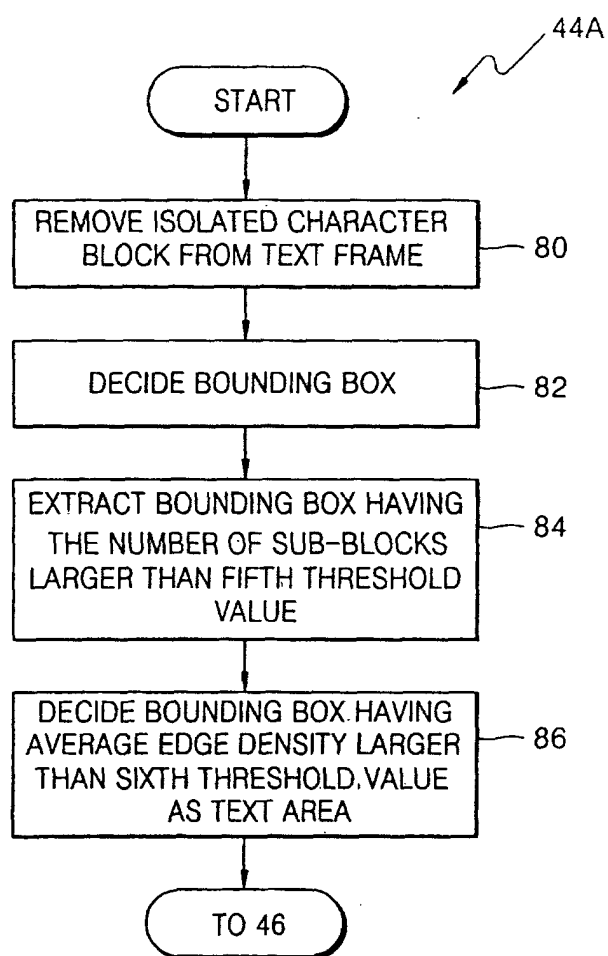 44A
START
REMOVE ISOLATED CHARACTER
BLOCK FROM TEXT FRAME
80
DECIDE BOUNDING BOX
82
EXTRACT BOUNDING BOX HAVING
THE NUMBER OF SUB-BLOCKS
LARGER THAN FIFTH THRESHOLD
VALUE
84
DECIDE BOUNDING BOX HAVING
AVERAGE EDGE DENSITY LARGER
THAN SIXTH THRESHOLD VALUE
AS TEXT AREA
86
TO 46